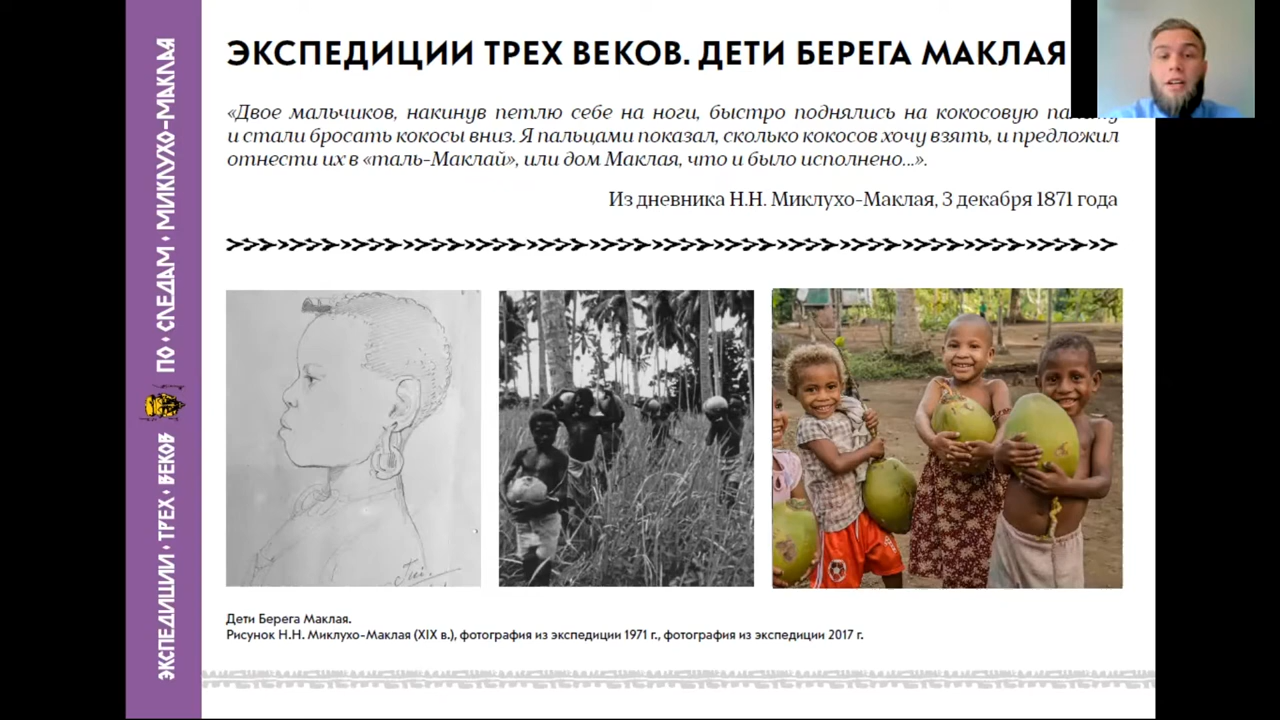 ЭКСПЕДИЦИИ ТРЕХ ВЕКОВ. ДЕТИ БЕРЕГА МАКЛАЯ
«Двое мальчиков, накинув петлю себе на ноги, быстро поднялись на кокосовую
и стали бросать кокосы вниз. Я пальцами показал, сколько кокосов хочу взять, и предложил
отнести их в «таль-Маклай», или дом Маклая, что и было исполнено...».
Из дневника Н.Н. Миклухо-Маклая, 3 декабря 1871 года
Дети Берега Маклая.
Рисунок Н.Н. Миклухо-Маклая (XIX в.), фотография из экспедиции 1971 г., фотография из экспедиции 2017 г.
ЭКСПЕДИЦИИ • ТРЕХ • ВЕКОВ
ПО • СЛЕДАМ • МИКЛУХО-МАКЛАЯ